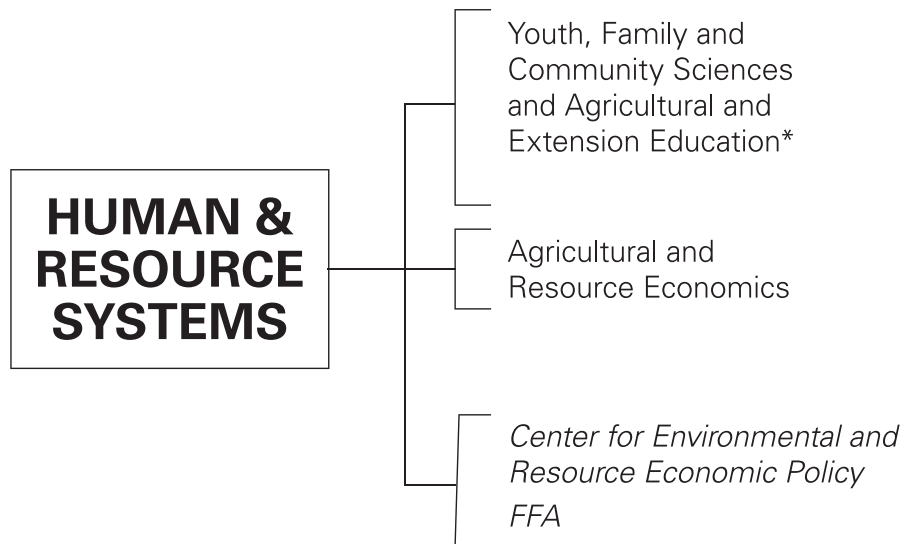 HUMAN &
RESOURCE
SYSTEMS
Youth, Family and
Community Sciences
and Agricultural and
Extension Education*
Agricultural and
Resource Economics
Center for Environmental and
Resource Economic Policy
FFA